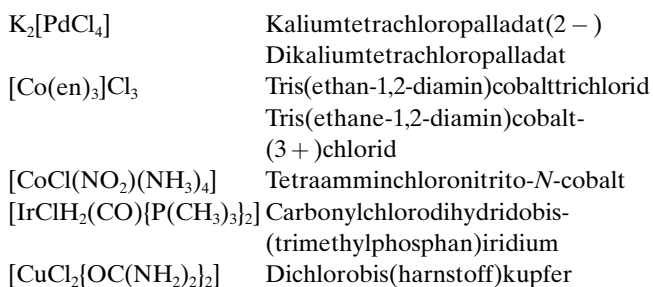 K₂[PdCl₄] Kaliumtetrachloropalladat(2 – )
Dikaliumtetrachloropalladat
[Co(en)₃]Cl₃ Tris(ethan-1,2-diamin)cobalttrichlorid
Tris(ethane-1,2-diamin)cobalt-
(3 + )chlorid
[CoCl(NO₂)(NH₃)₄] Tetraamminchloronitrito-N-cobalt
[IrClH₂(CO){P(CH₃)₃}₂] Carbonylchlorodihydridobis-
(trimethylphosphan)iridium
[CuCl₂{OC(NH₂)₂}₂] Dichlorobis(harnstoff)kupfer